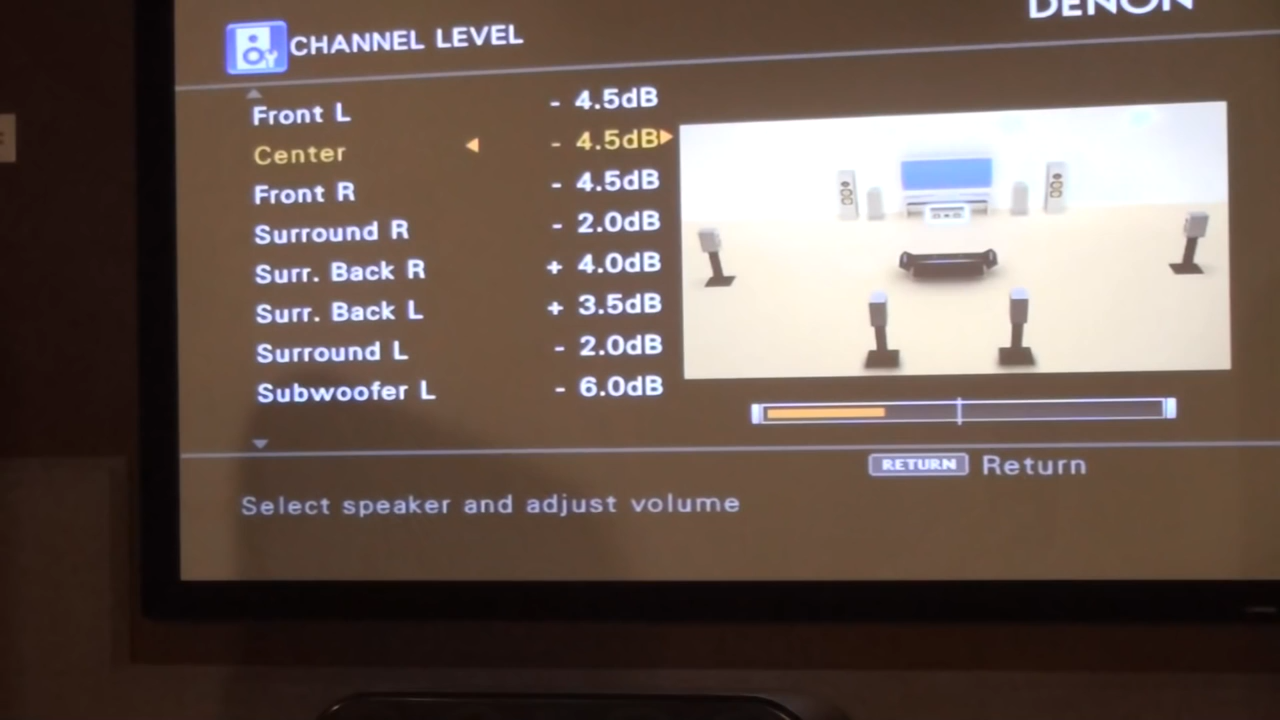 DENON
CHANNEL LEVEL
Front L - 4.5dB
Center - 4.5dB
Front R - 4.5dB
Surround R - 2.0dB
Surr. Back R + 4.0dB
Surr. Back L + 3.5dB
Surround L - 2.0dB
Subwoofer L - 6.0dB
RETURN Return
Select speaker and adjust volume